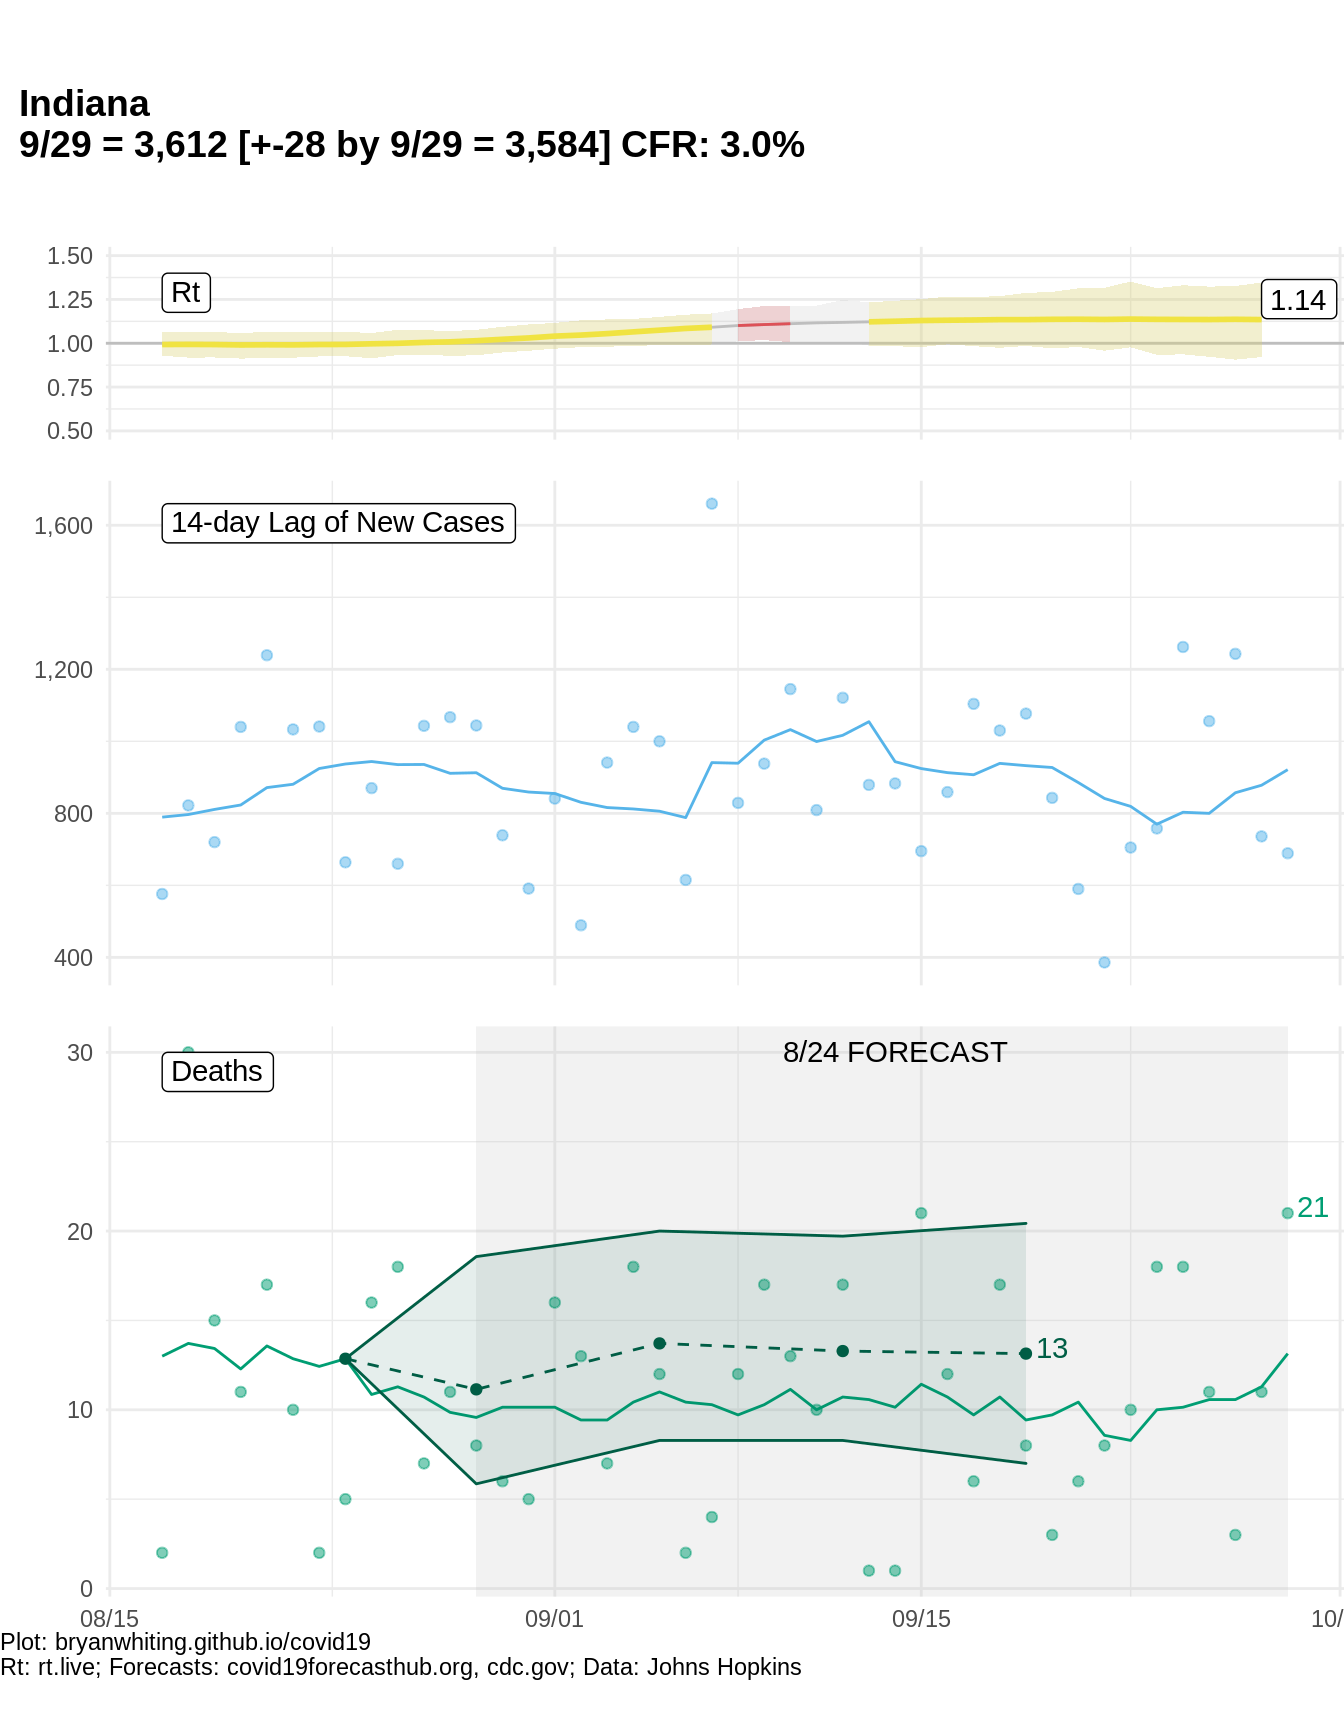 Indiana
9/29 = 3,612 [+-28 by 9/29 = 3,584] CFR: 3.0%
1.50
Rt
1.25
1.14
1.00
0.75
0.50
14-day Lag of New Cases
1,600
1,200
800
400
8/24 FORECAST
30
Deaths
21
20
13
10
0
08/15
09/01
09/15
10/
Plot: bryanwhiting.github.io/covid19
Rt: rt.live; Forecasts: covid19forecasthub.org, cdc.gov; Data: Johns Hopkins